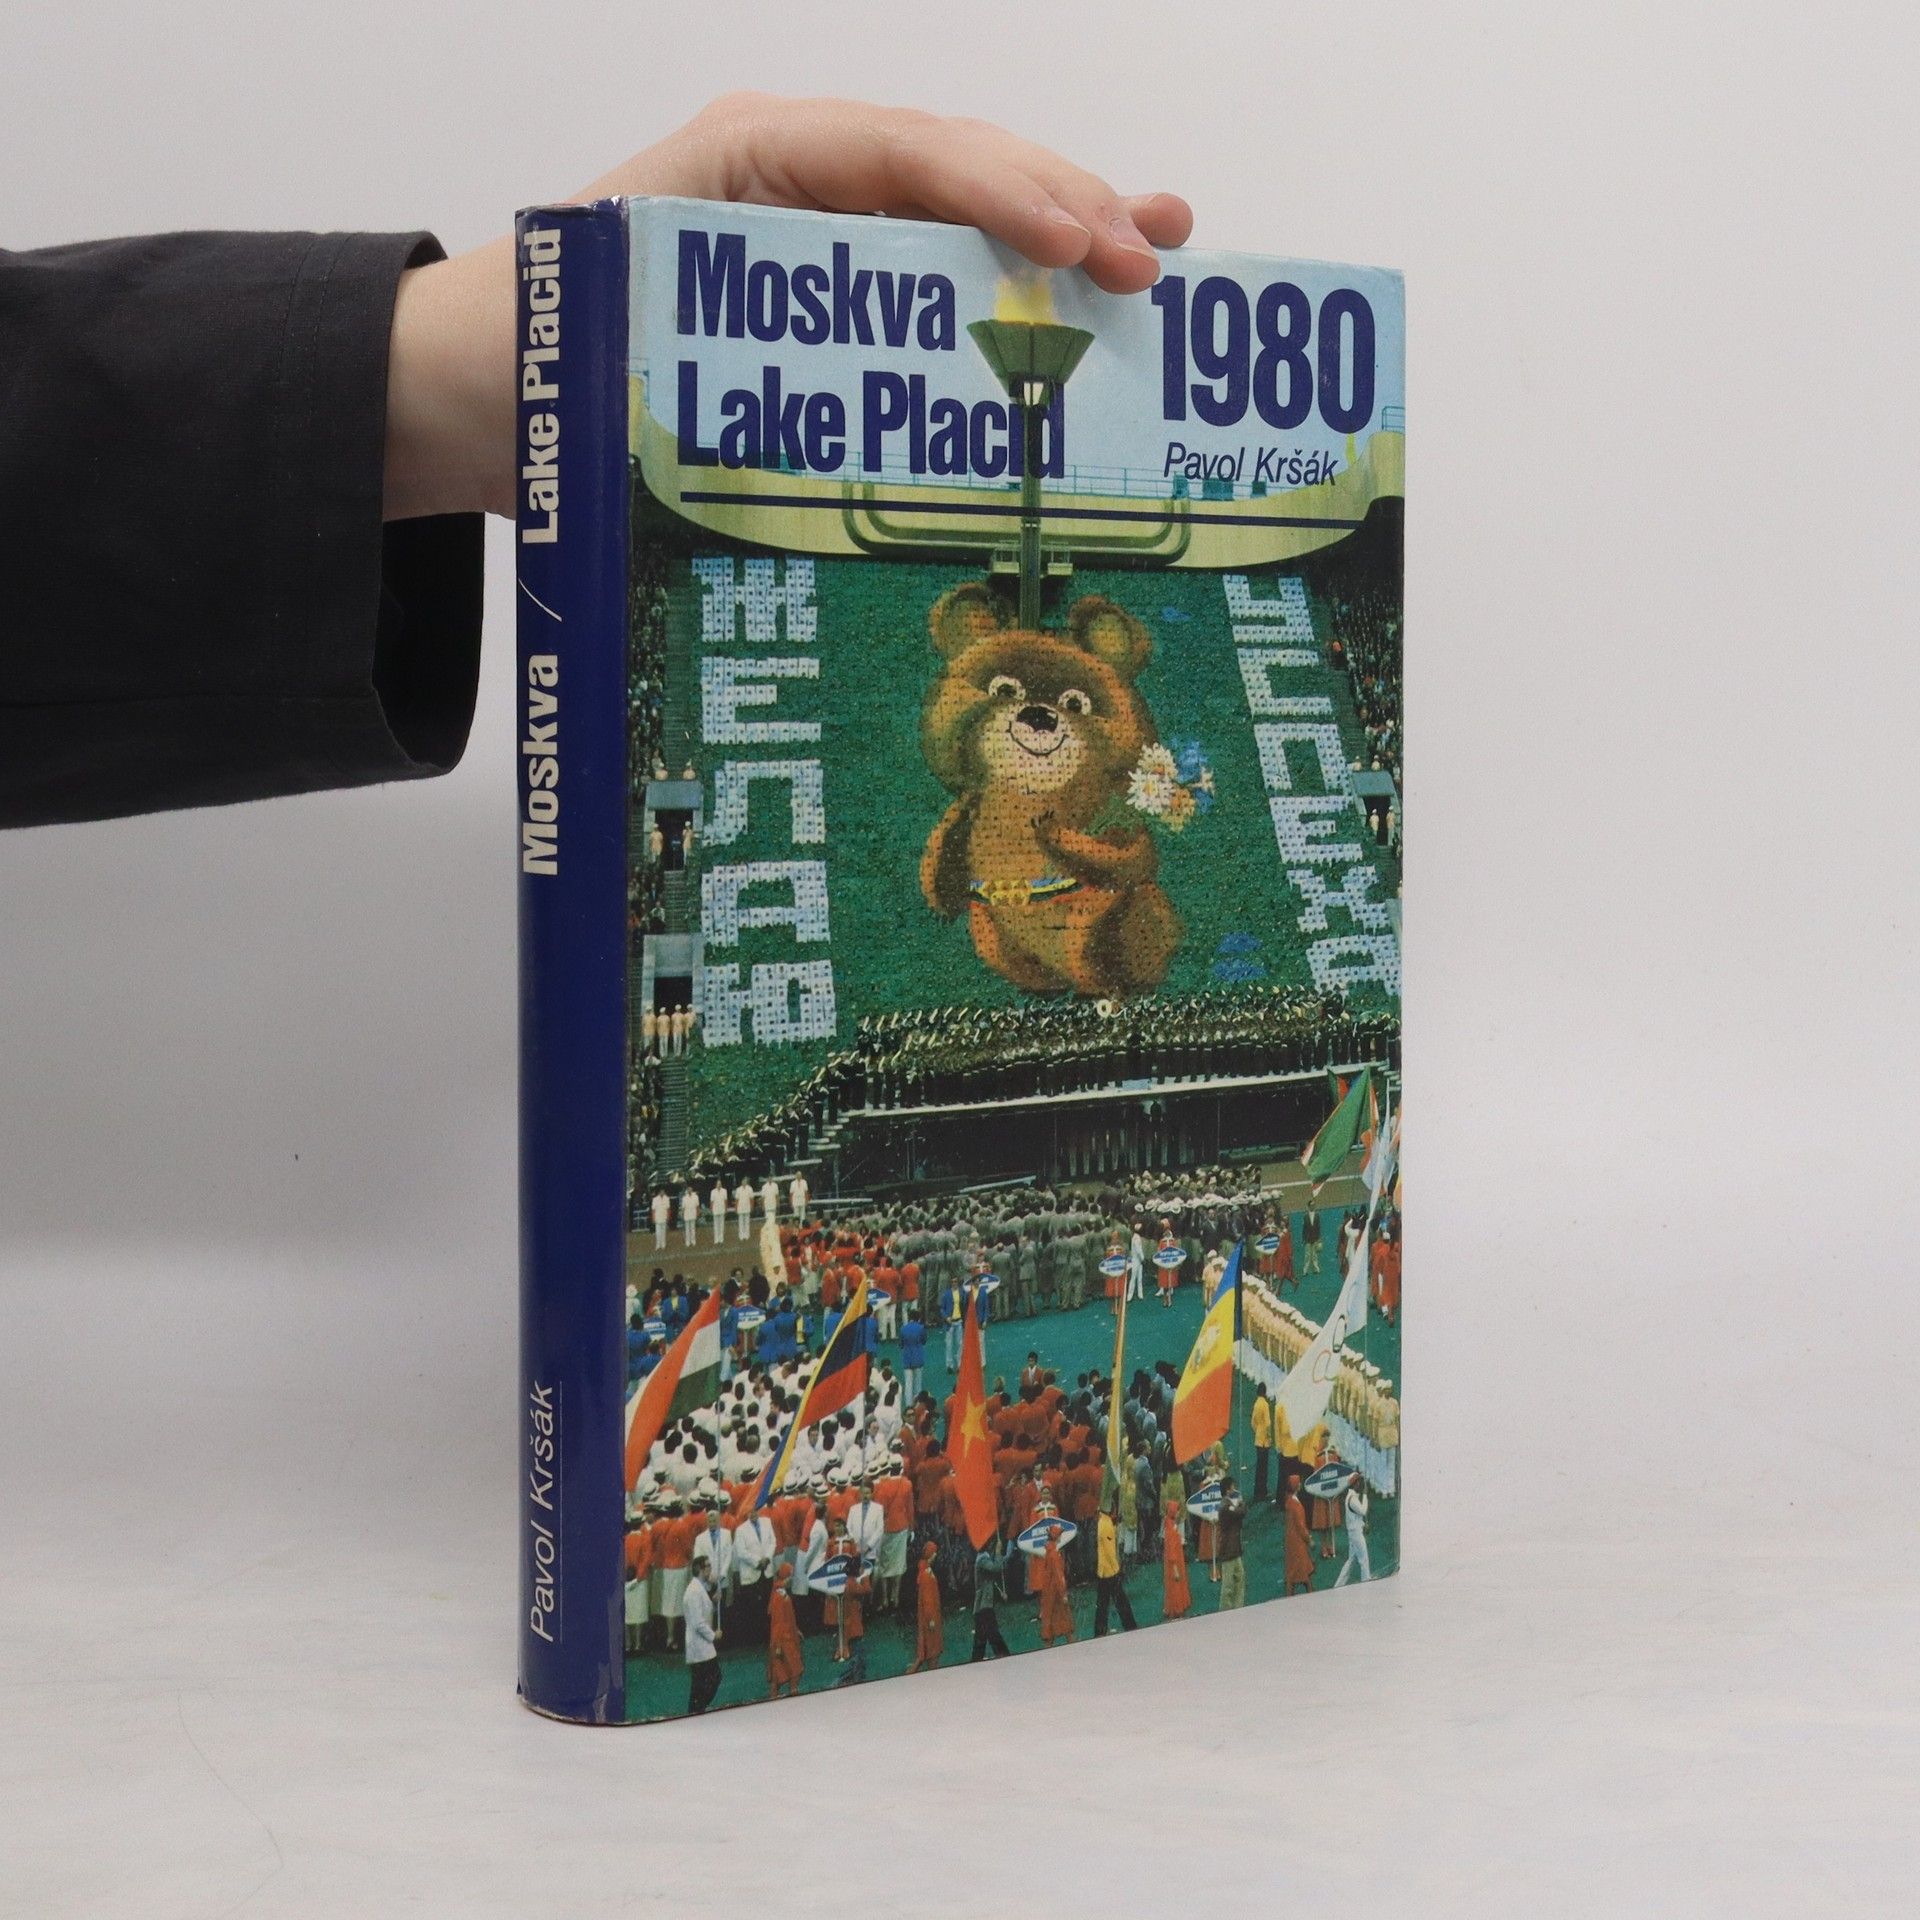 Moskva
Lake Placid
1980
Pavol Kršák
ЖЕЛАЮ
УСПЕХА
Moskva / Lake Placid
Pavol Kršák